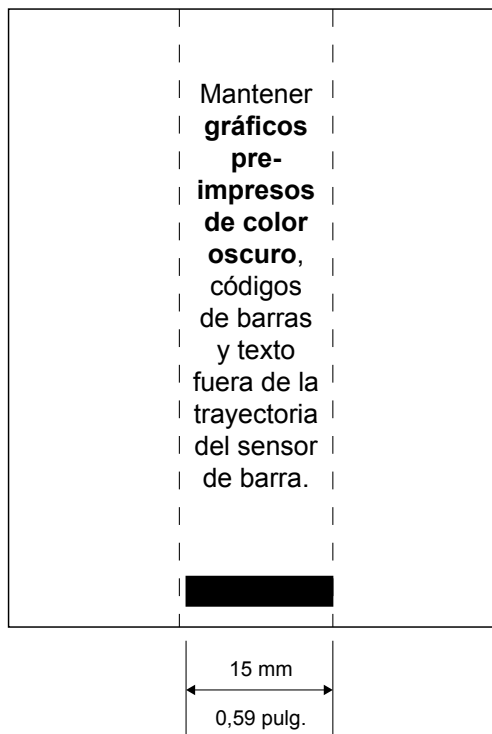 Mantener
gráficos
pre-
impresos
de color
oscuro,
códigos
de barras
y texto
fuera de la
trayectoria
del sensor
de barra.
15 mm
0,59 pulg.